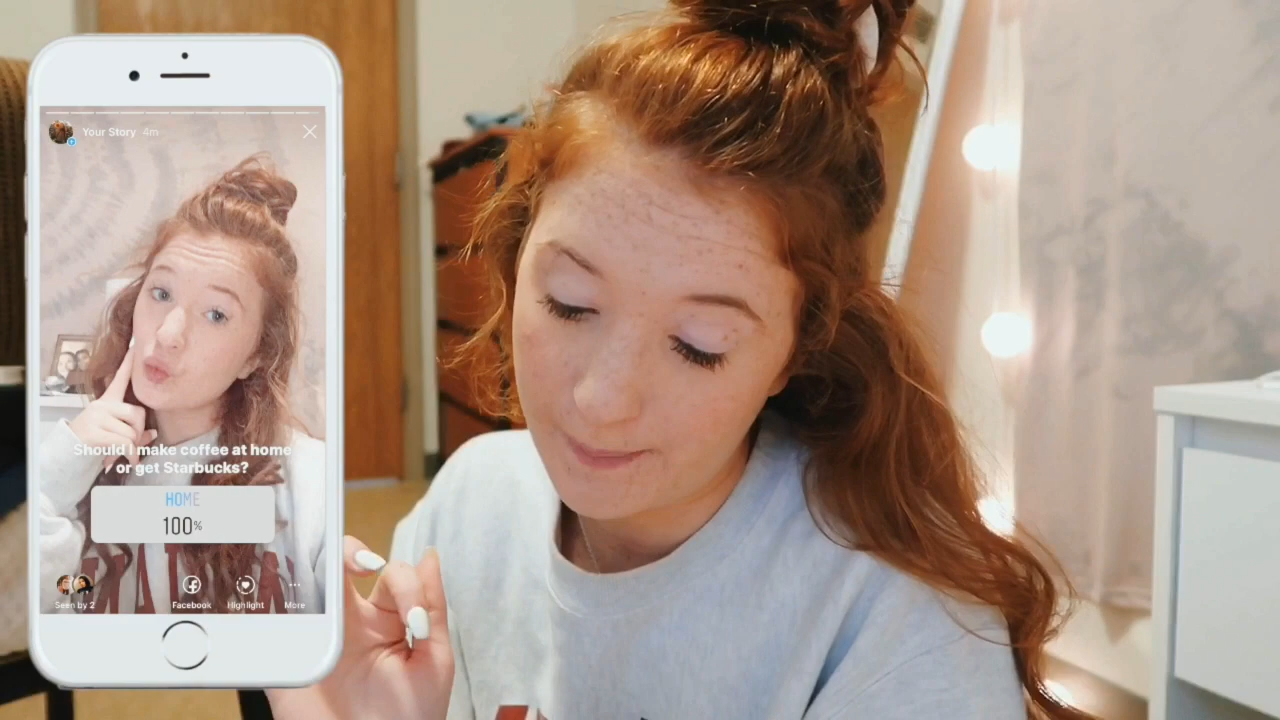 Your Story 4m
Should I make coffee at home
or get Starbucks?
HOME
100%
Seen by 2
Facebook
Highlight
More